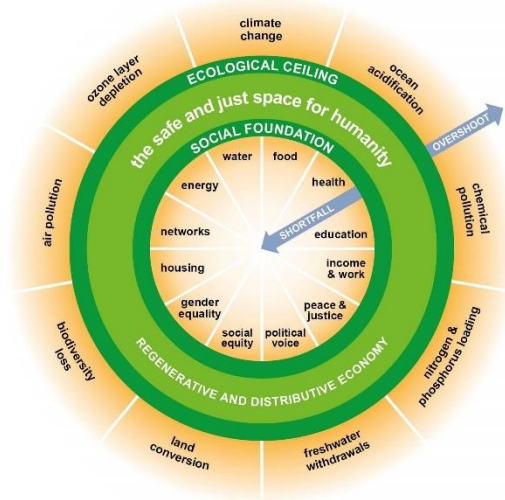 climate
change
ocean
acidification
chemical
pollution
nitrogen &
phosphorus loading
freshwater
withdrawals
land
conversion
biodiversity
loss
air pollution
ozone layer
depletion
ECOLOGICAL CEILING
the safe and just space for humanity
SOCIAL FOUNDATION
OVERSHOOT
SHORTFALL
water
food
health
education
income
& work
peace &
justice
political
voice
social
equity
gender
equality
housing
networks
energy
REGENERATIVE AND DISTRIBUTIVE ECONOMY